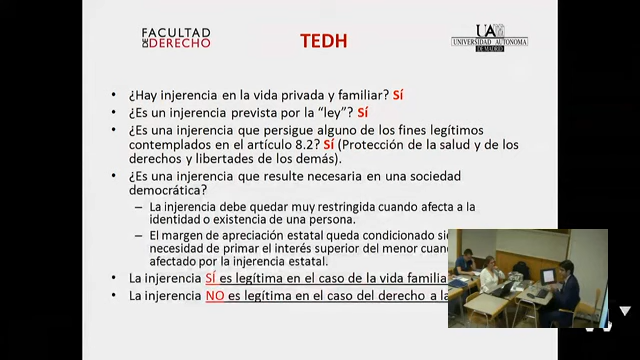 FACULTAD
DE DERECHO
TEDH
UA
UNIVERSIDAD AUTONOMA
DE MADRID
• ¿Hay injerencia en la vida privada y familiar? Sí
• ¿Es un injerencia prevista por la “ley”? Sí
• ¿Es una injerencia que persigue alguno de los fines legítimos
contemplados en el artículo 8.2? Sí (Protección de la salud y de los
derechos y libertades de los demás).
• ¿Es una injerencia que resulte necesaria en una sociedad
democrática?
– La injerencia debe quedar muy restringida cuando afecta a la
identidad o existencia de una persona.
– El margen de apreciación estatal queda condicionado
necesidad de primar el interés superior del menor
afectado por la injerencia estatal.
• La injerencia SÍ es legítima en el caso de la vida
• La injerencia NO es legítima en el caso del derecho a